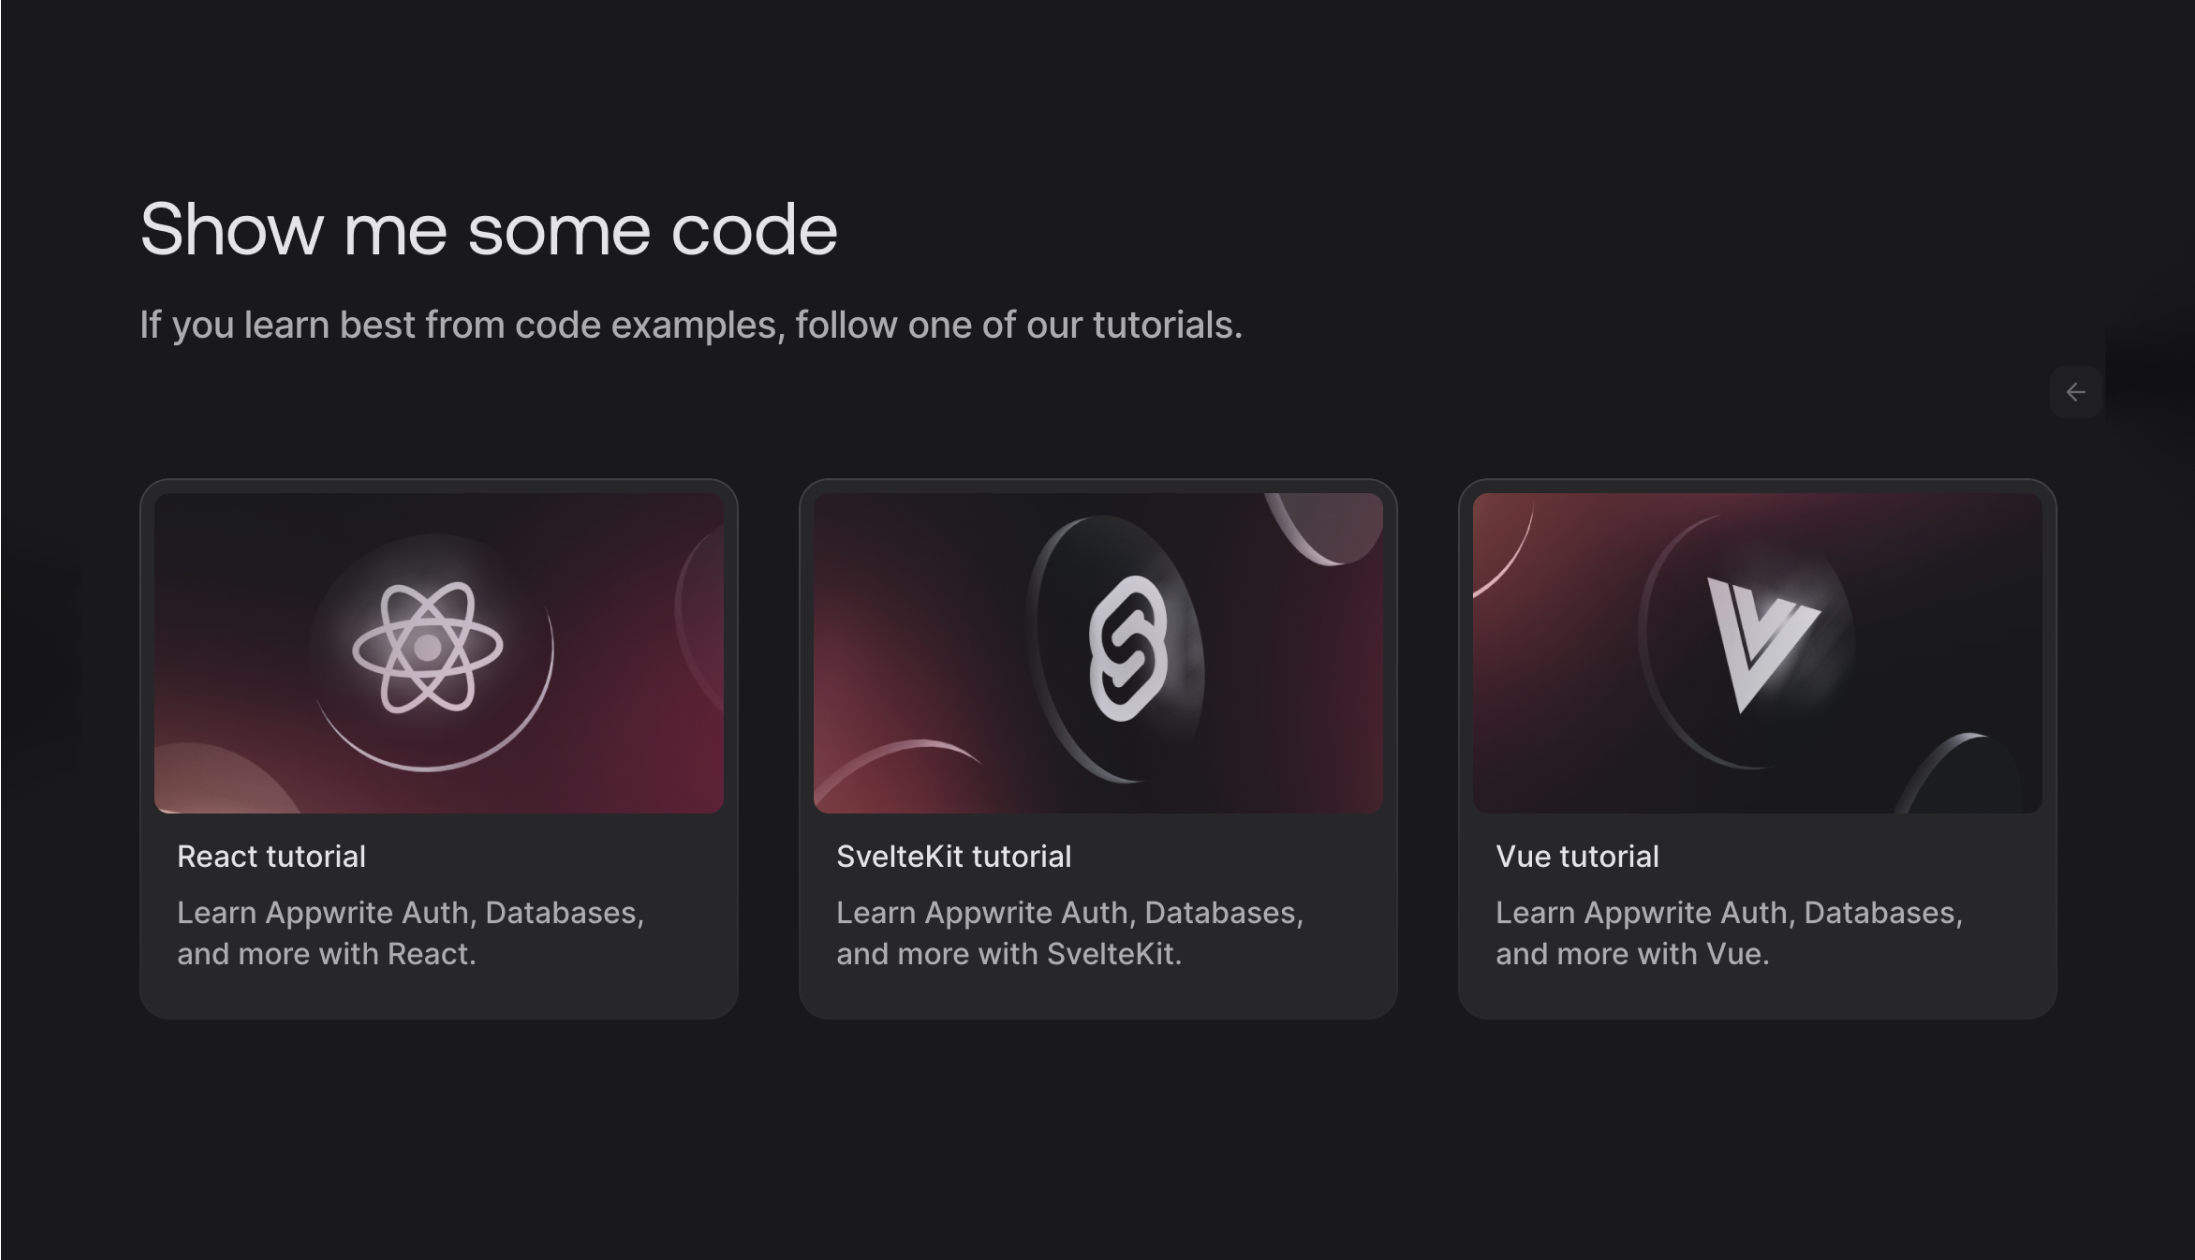 Show me some code
If you learn best from code examples, follow one of our tutorials.
React tutorial
Learn Appwrite Auth, Databases,
and more with React.
SvelteKit tutorial
Learn Appwrite Auth, Databases,
and more with SvelteKit.
Vue tutorial
Learn Appwrite Auth, Databases,
and more with Vue.